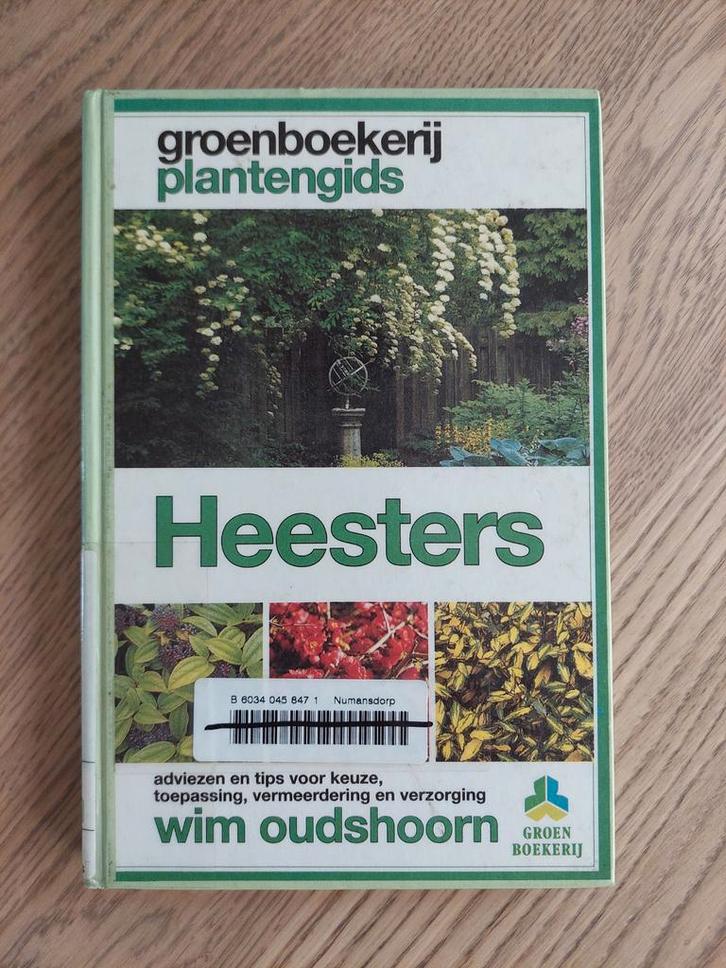 groenboekerij
plantengids
Heesters
B 6034 045 847 1 Numansdorp
adviezen en tips voor keuze,
toepassing, vermeerdering en verzorging
wim oudshoorn
GROEN
BOEKERIJ